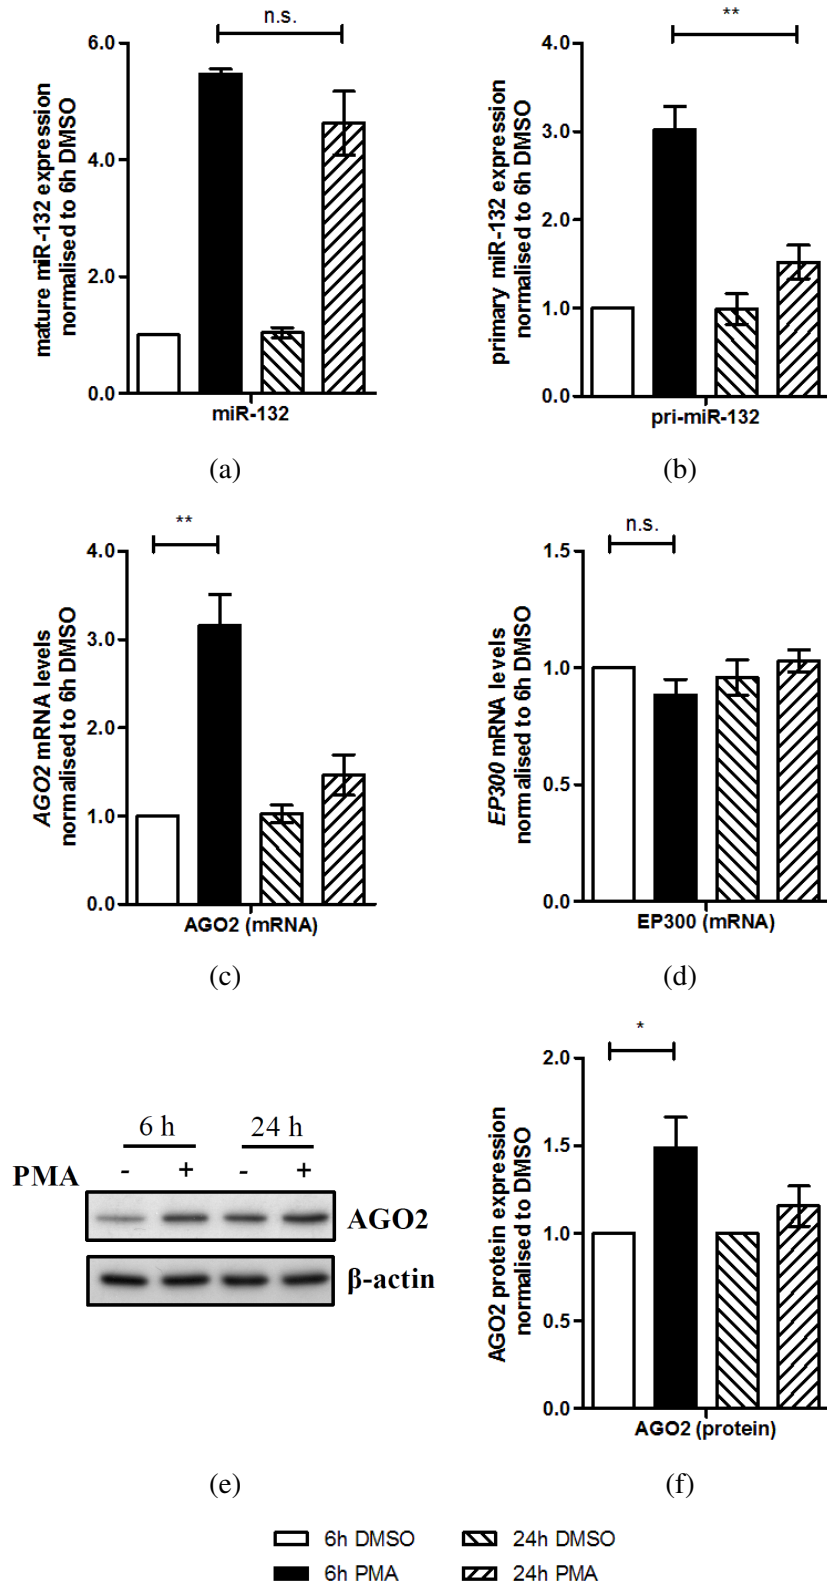 n.s.
mature miR-132 expression
normalised to 6h DMSO
6.0
4.0
2.0
0.0
miR-132
(a)
**
primary miR-132 expression
normalised to 6h DMSO
4.0
3.0
2.0
1.0
0.0
pri-miR-132
(b)
**
AGO2 mRNA levels
normalised to 6h DMSO
4.0
3.0
2.0
1.0
0.0
AGO2 (mRNA)
(c)
n.s.
EP300 mRNA levels
normalised to 6h DMSO
1.5
1.0
0.5
0.0
EP300 (mRNA)
(d)
6 h 24 h
PMA - + - +
AGO2
β-actin
(e)
*
AGO2 protein expression
normalised to DMSO
2.0
1.5
1.0
0.5
0.0
AGO2 (protein)
(f)
6h DMSO 24h DMSO
6h PMA 24h PMA